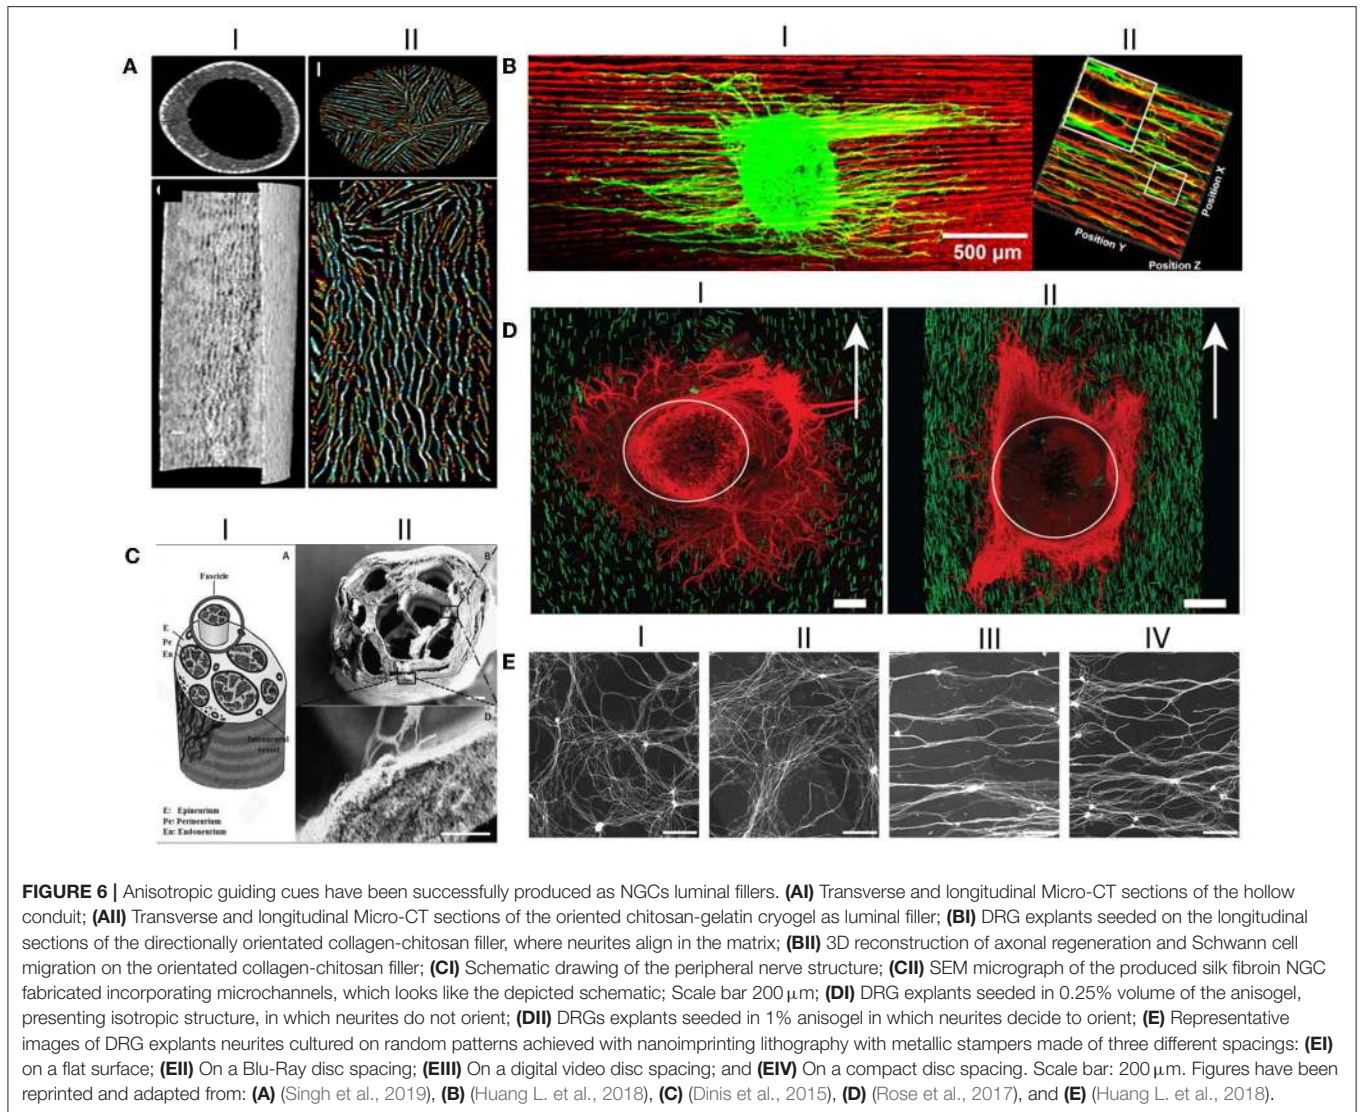 I
II
A
I
II
B
500 µm
Position X
Position Y
Position Z
I
II
D
I
II
C
A
B
Fascicle
E
Pe
En
D
E: Epineurium
Pe: Perineurium
En: Endoneurium
I
II
III
IV
E
FIGURE 6 | Anisotropic guiding cues have been successfully produced as NGCs luminal fillers. (AI) Transverse and longitudinal Micro-CT sections of the hollow
conduit; (AII) Transverse and longitudinal Micro-CT sections of the oriented chitosan-gelatin cryogel as luminal filler; (BI) DRG explants seeded on the longitudinal
sections of the directionally orientated collagen-chitosan filler, where neurites align in the matrix; (BII) 3D reconstruction of axonal regeneration and Schwann cell
migration on the orientated collagen-chitosan filler; (CI) Schematic drawing of the peripheral nerve structure; (CII) SEM micrograph of the produced silk fibroin NGC
fabricated incorporating microchannels, which looks like the depicted schematic; Scale bar 200 µm; (DI) DRG explants seeded in 0.25% volume of the anisogel,
presenting isotropic structure, in which neurites do not orient; (DII) DRGs explants seeded in 1% anisogel in which neurites decide to orient; (E) Representative
images of DRG explants neurites cultured on random patterns achieved with nanoimprinting lithography with metallic stampers made of three different spacings: (EI)
on a flat surface; (EII) On a Blu-Ray disc spacing; (EIII) On a digital video disc spacing; and (EIV) On a compact disc spacing. Scale bar: 200 µm. Figures have been
reprinted and adapted from: (A) (Singh et al., 2019), (B) (Huang L. et al., 2018), (C) (Dinis et al., 2015), (D) (Rose et al., 2017), and (E) (Huang L. et al., 2018).